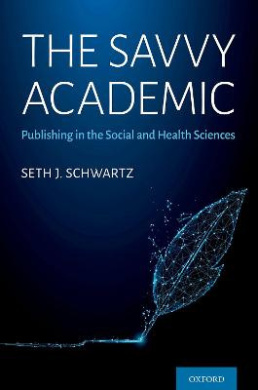 THE SAVVY
ACADEMIC
Publishing in the Social and Health Sciences
SETH J. SCHWARTZ
OXFORD